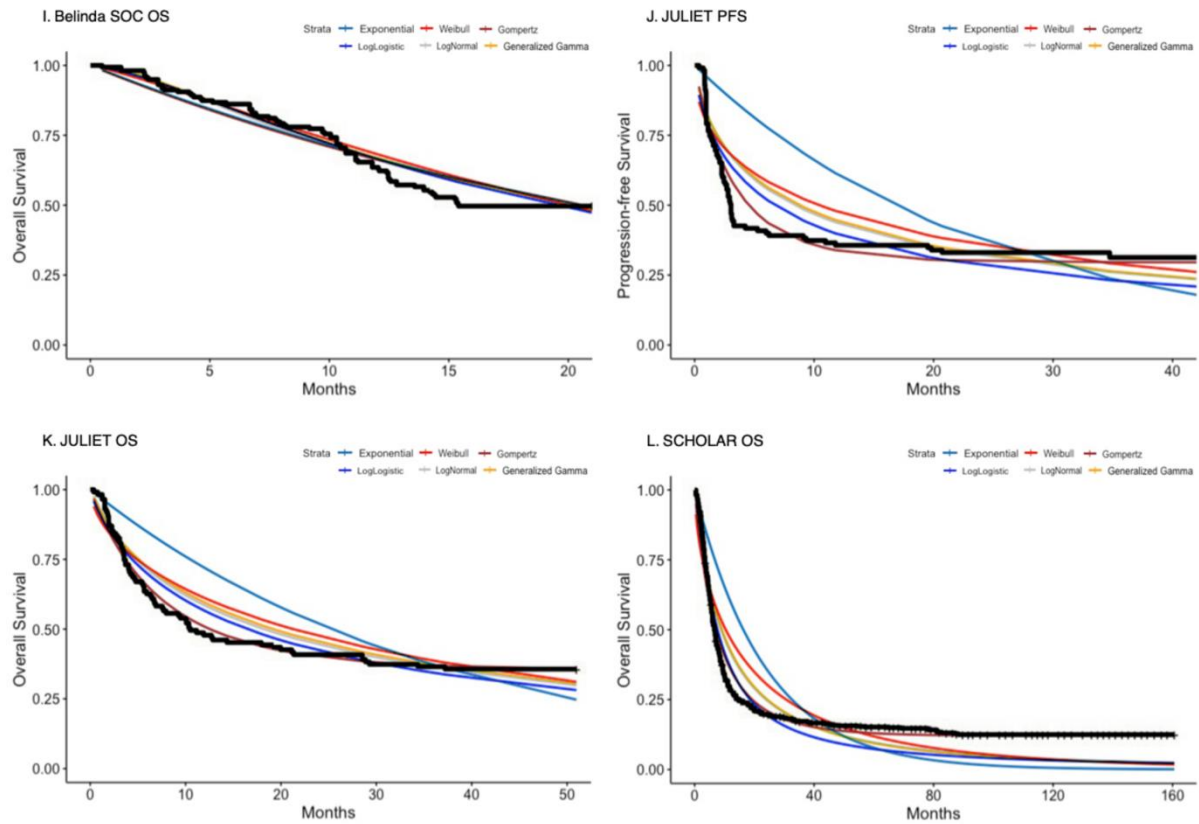 I. Belinda SOC OS
Strata Exponential Weibull Gompertz
LogLogistic LogNormal Generalized Gamma
1.00
0.75
0.50
0.25
0.00
Overall Survival
0 5 10 15 20
Months
J. JULIET PFS
Strata Exponential Weibull Gompertz
LogLogistic LogNormal Generalized Gamma
1.00
0.75
0.50
0.25
0.00
Progression-free Survival
0 10 20 30 40
Months
K. JULIET OS
Strata Exponential Weibull Gompertz
LogLogistic LogNormal Generalized Gamma
1.00
0.75
0.50
0.25
0.00
Overall Survival
0 10 20 30 40 50
Months
L. SCHOLAR OS
Strata Exponential Weibull Gompertz
LogLogistic LogNormal Generalized Gamma
1.00
0.75
0.50
0.25
0.00
Overall Survival
0 40 80 120 160
Months